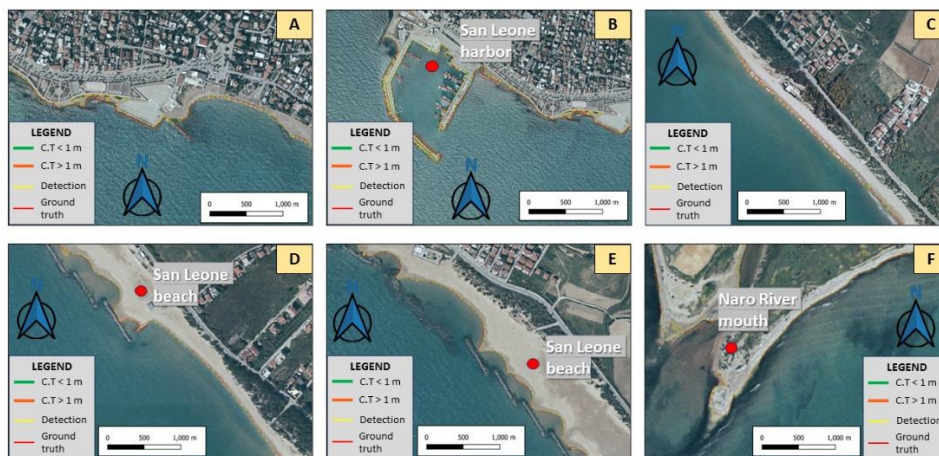 A
N
LEGEND
C.T < 1 m
C.T > 1 m
Detection
Ground
truth
0 500 1,000 m
B
San Leone
harbor
N
LEGEND
C.T < 1 m
C.T > 1 m
Detection
Ground
truth
0 500 1,000 m
C
N
LEGEND
C.T < 1 m
C.T > 1 m
Detection
Ground
truth
0 500 1,000 m
D
San Leone
beach
N
LEGEND
C.T < 1 m
C.T > 1 m
Detection
Ground
truth
0 500 1,000 m
E
San Leone
beach
N
LEGEND
C.T < 1 m
C.T > 1 m
Detection
Ground
truth
0 500 1,000 m
F
Naro River
mouth
N
LEGEND
C.T < 1 m
C.T > 1 m
Detection
Ground
truth
0 500 1,000 m